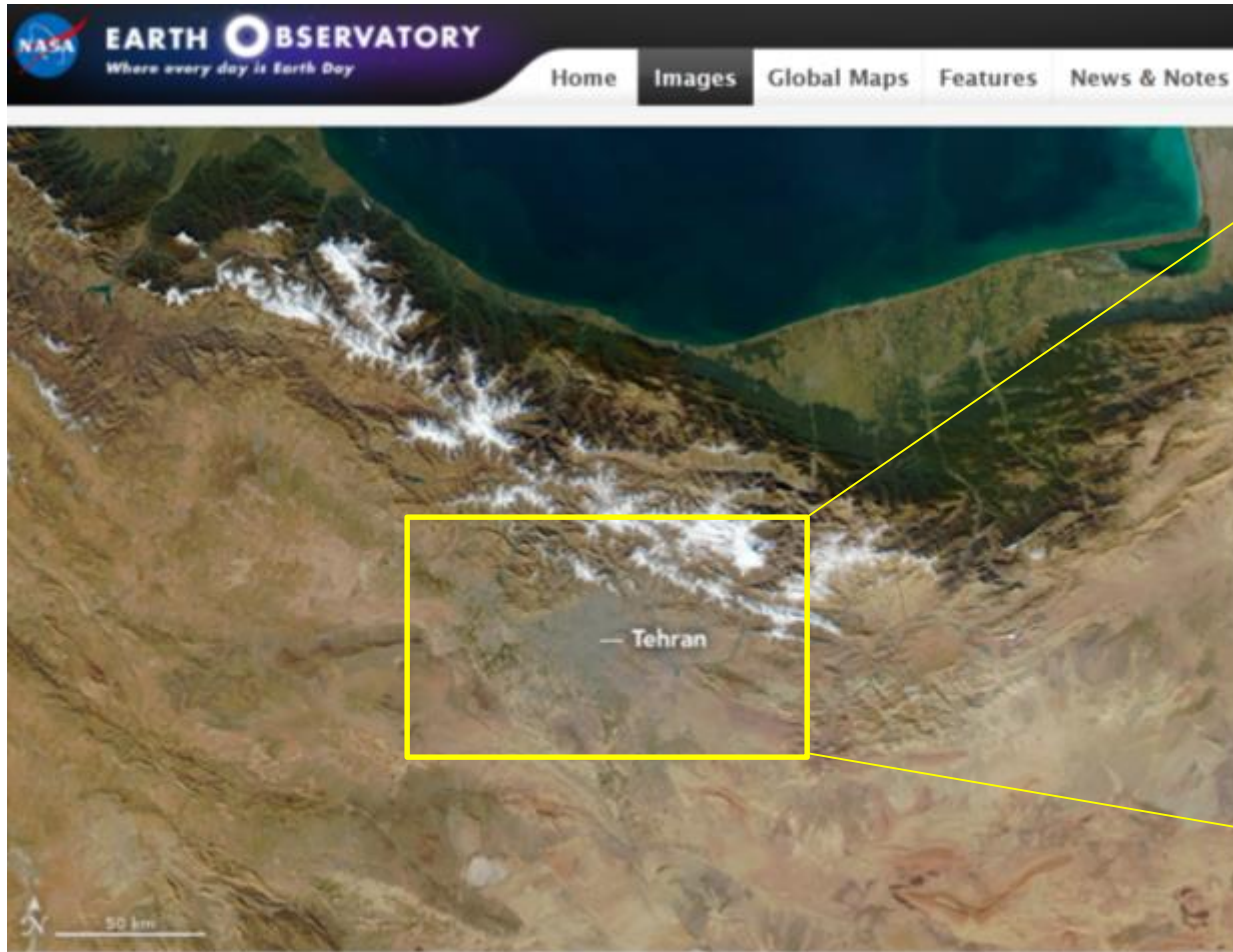 NASA
EARTH OBSERVATORY
Where every day is Earth Day
Home Images Global Maps Features News & Notes
Tehran
N
50 km